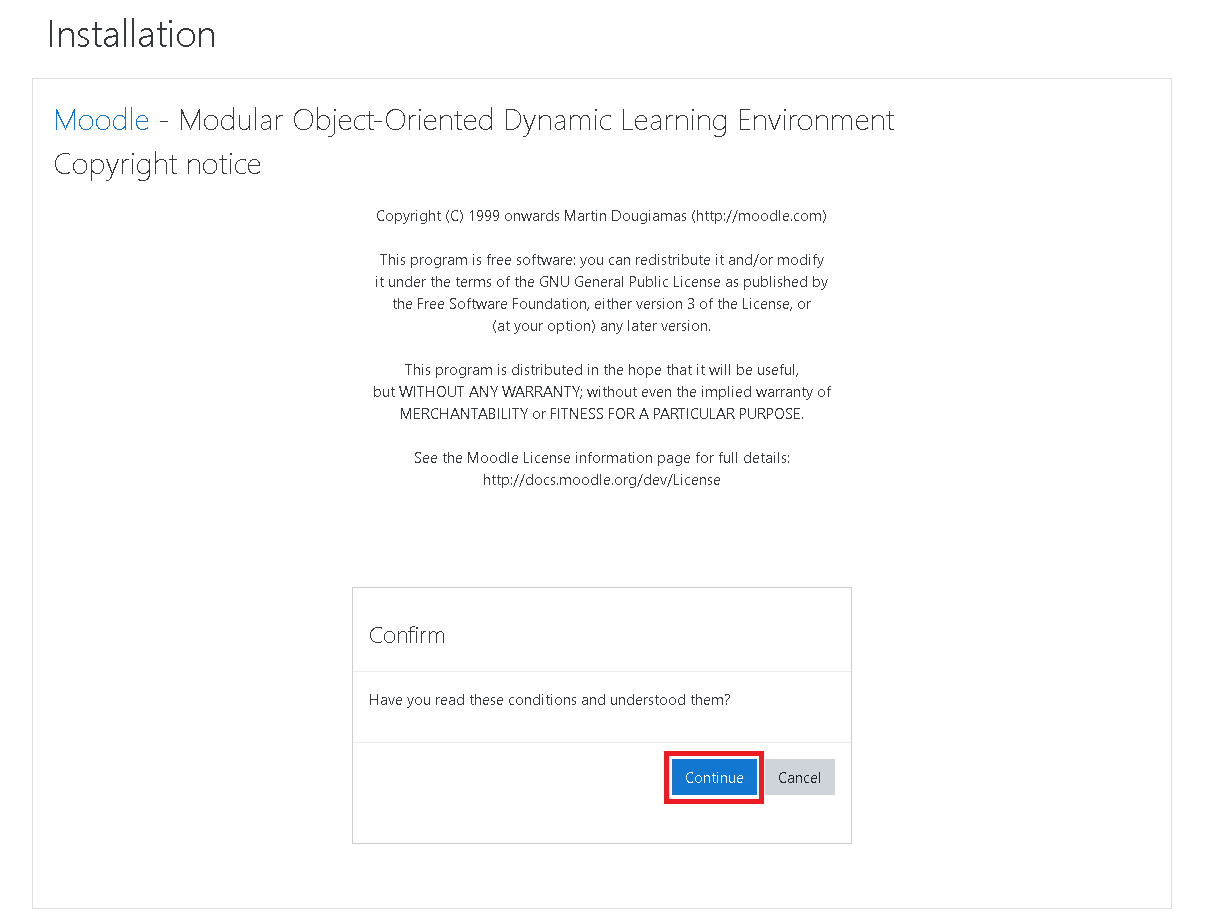 Installation
Moodle - Modular Object-Oriented Dynamic Learning Environment
Copyright notice
Copyright (C) 1999 onwards Martin Dougiamas (http://moodle.com)
This program is free software: you can redistribute it and/or modify
it under the terms of the GNU General Public License as published by
the Free Software Foundation, either version 3 of the License, or
(at your option) any later version.
This program is distributed in the hope that it will be useful,
but WITHOUT ANY WARRANTY; without even the implied warranty of
MERCHANTABILITY or FITNESS FOR A PARTICULAR PURPOSE.
See the Moodle License information page for full details:
http://docs.moodle.org/dev/License
Confirm
Have you read these conditions and understood them?
Continue Cancel